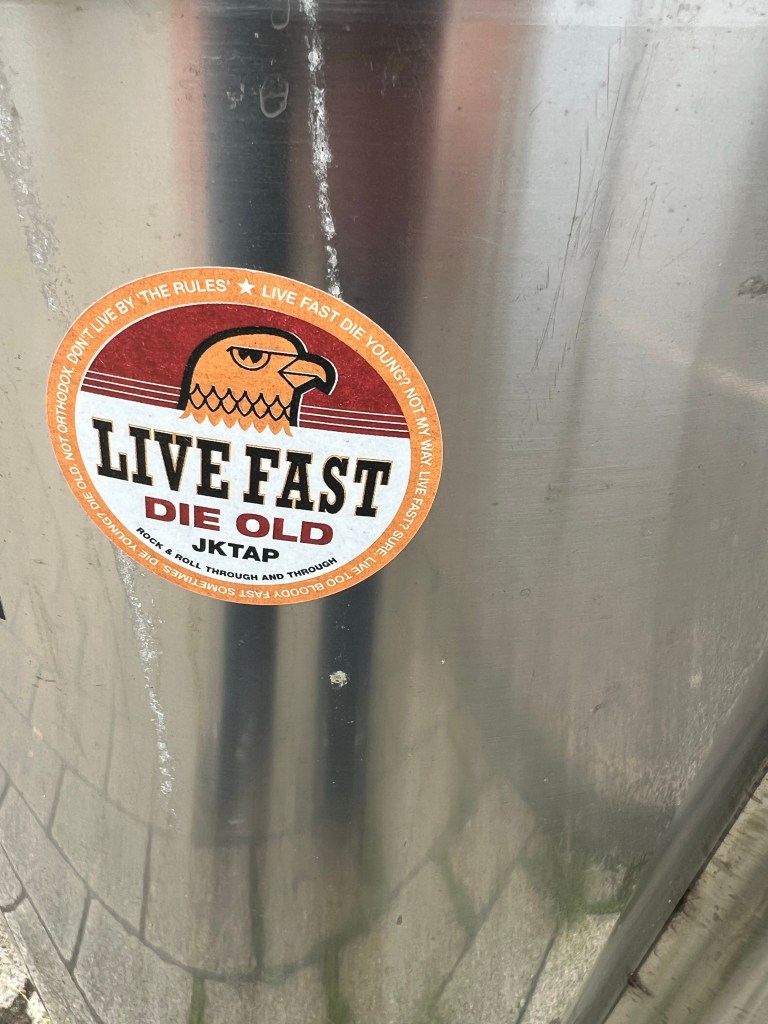 ★ LIVE FAST DIE YOUNG? NOT MY WAY. LIVE FAST? SURE. LIVE TOO BLOODY FAST SOMETIMES. DIE YOUNG? DIE OLD. NOT ORTHODOX. DON'T LIVE BY 'THE RULES'
LIVE FAST
DIE OLD
JKTAP
ROCK & ROLL THROUGH AND THROUGH